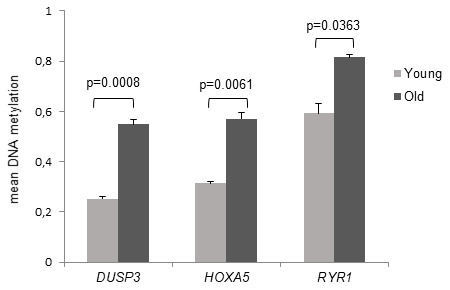 1
0,8
0,6
0,4
0,2
0
mean DNA metylation
p=0.0008
p=0.0061
p=0.0363
DUSP3
HOXA5
RYR1
Young
Old